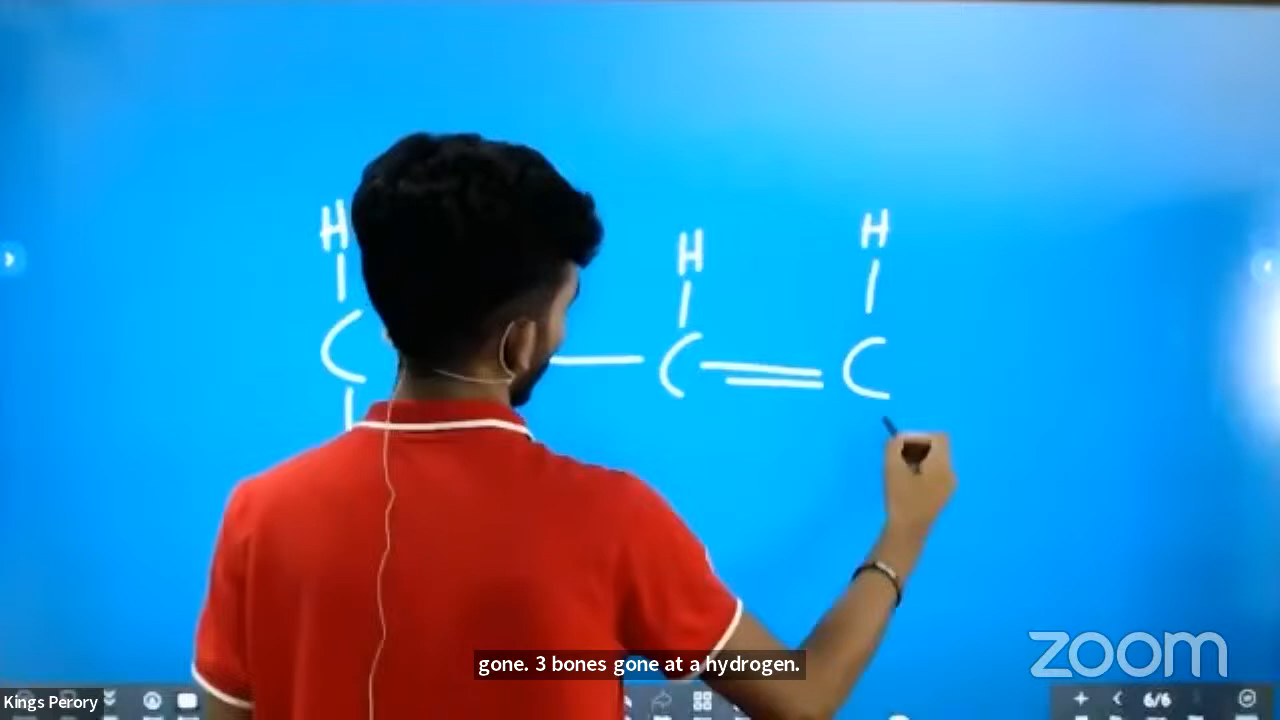 H H H
C C C
gone. 3 bones gone at a hydrogen.
zoom
Kings Perory
6/6